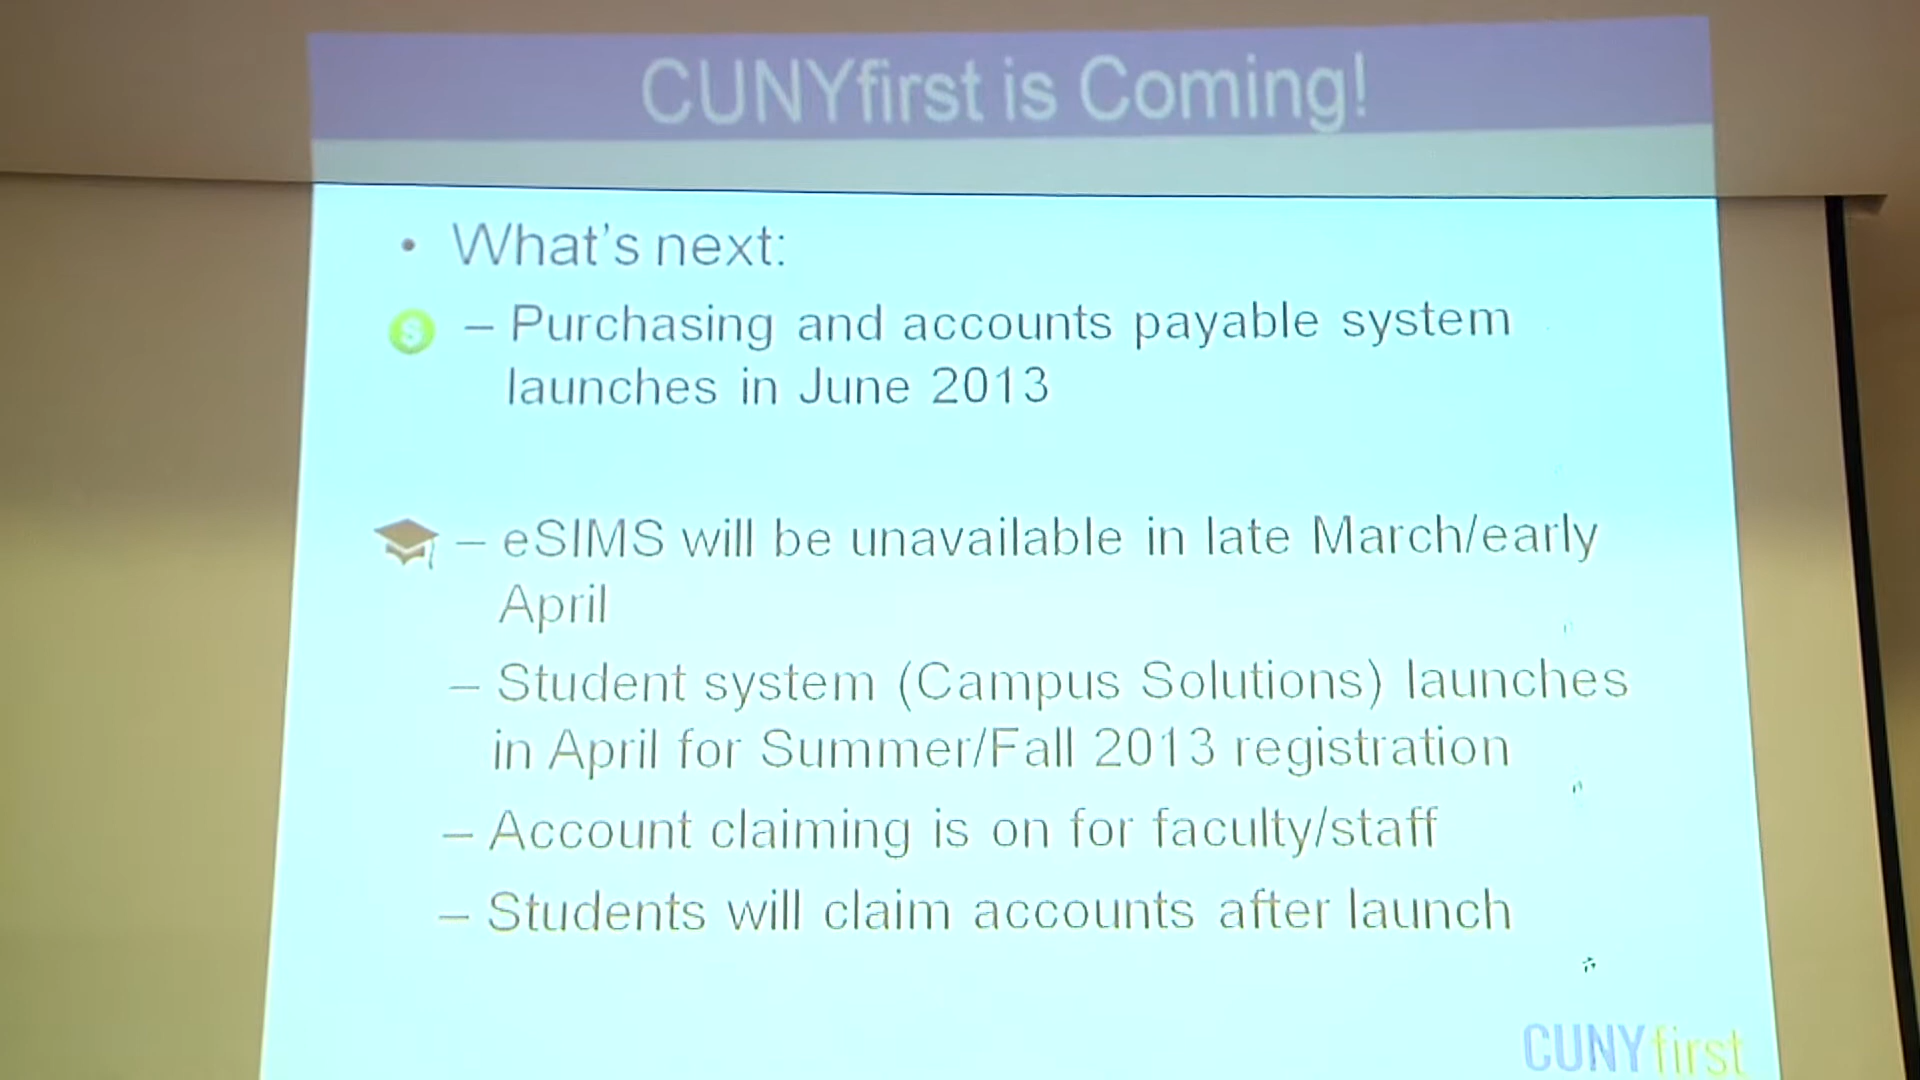 CUNYfirst is Coming!
• What's next:
– Purchasing and accounts payable system
launches in June 2013
– eSIMS will be unavailable in late March/early
April
– Student system (Campus Solutions) launches
in April for Summer/Fall 2013 registration
– Account claiming is on for faculty/staff
– Students will claim accounts after launch
CUNYfirst